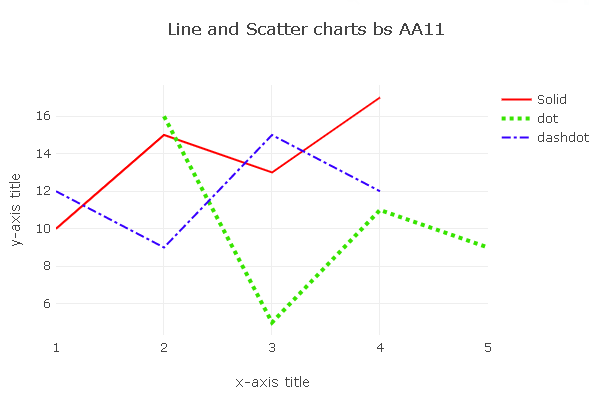 Line and Scatter charts bs AA11
Solid
dot
dashdot
y-axis title
16
14
12
10
8
6
1 2 3 4 5
x-axis title